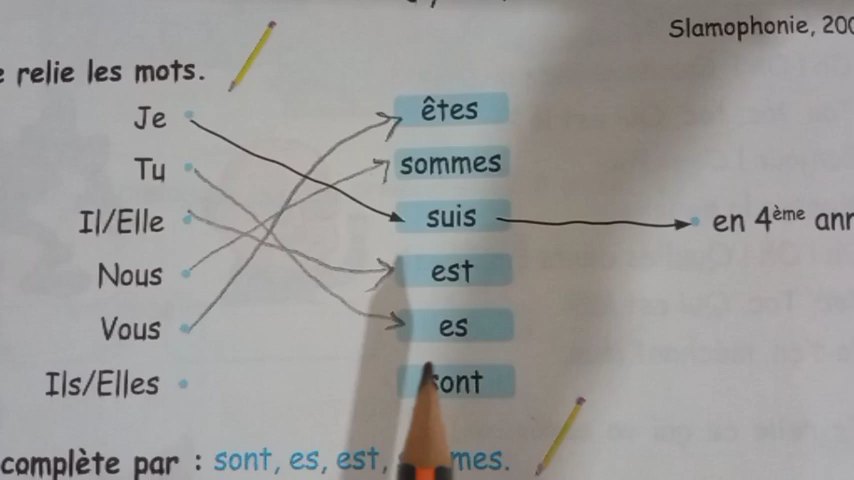 Slamophonie, 200
e relie les mots.
Je êtes
Tu sommes
Il/Elle suis en 4ème ann
Nous est
Vous es
Ils/Elles sont
complète par : sont, es, est, mes.